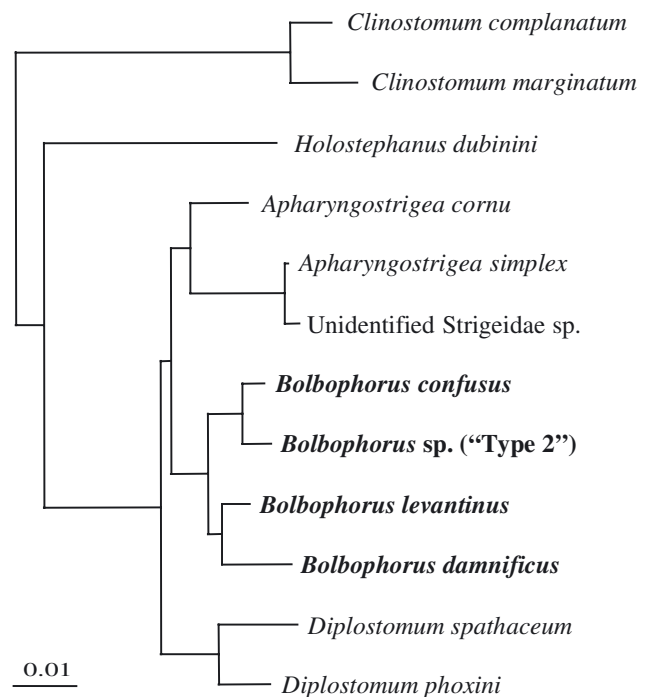 Clinostomum complanatum
Clinostomum marginatum
Holostephanus dubinini
Apharyngostrigea cornu
Apharyngostrigea simplex
Unidentified Strigeidae sp.
Bolbophorus confusus
Bolbophorus sp. (“Type 2”)
Bolbophorus levantinus
Bolbophorus damnificus
Diplostomum spathaceum
0.01
Diplostomum phoxini